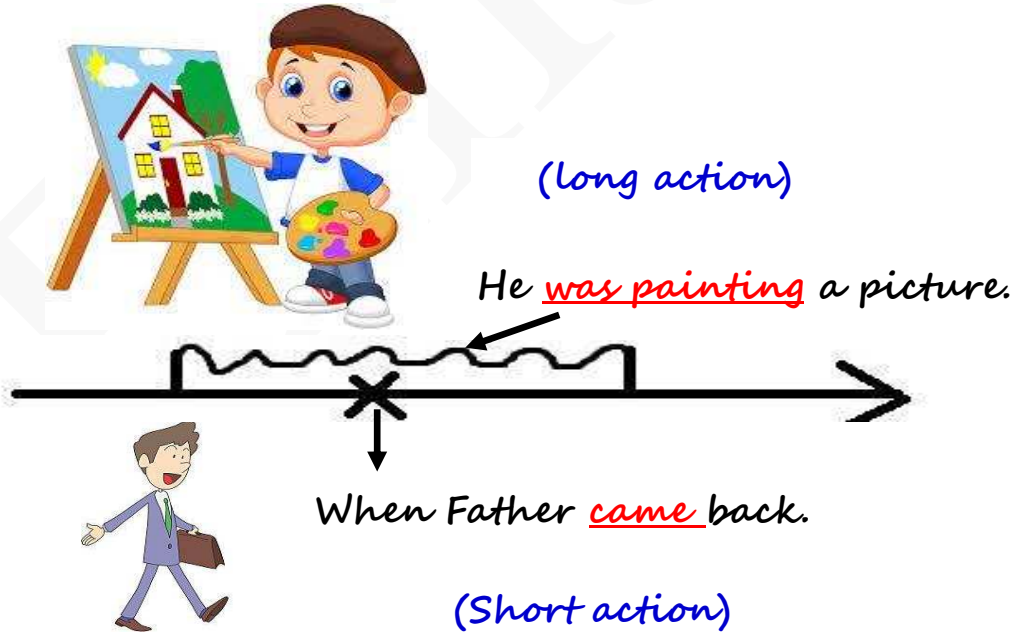 (long action)
He was painting a picture.
When Father came back.
(Short action)